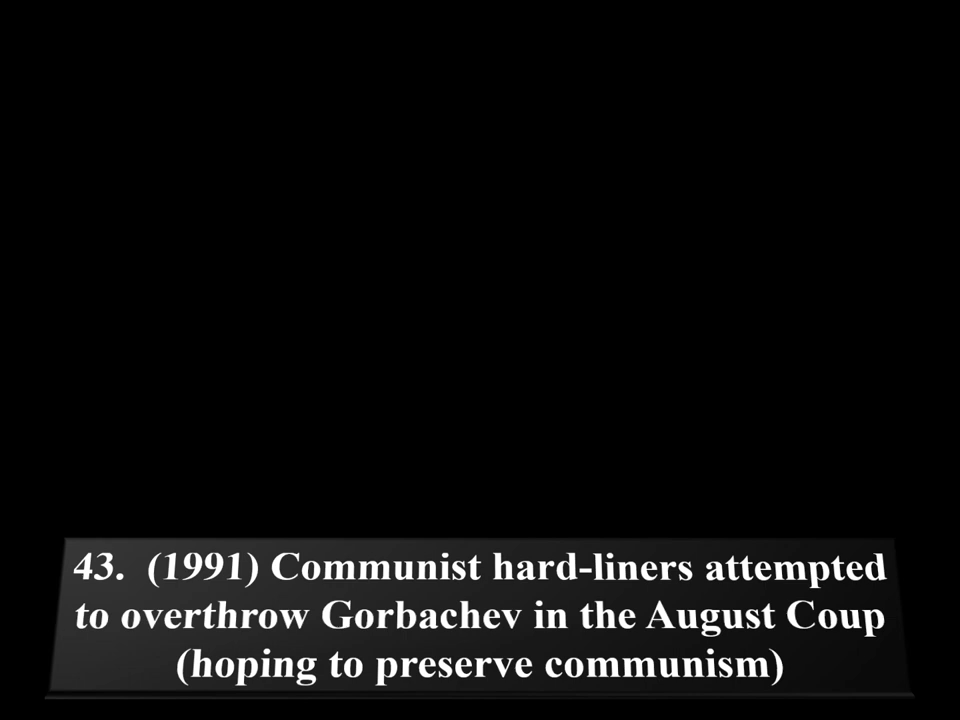 43.  (1991) Communist hard-liners attempted
to overthrow Gorbachev in the August Coup
(hoping to preserve communism)